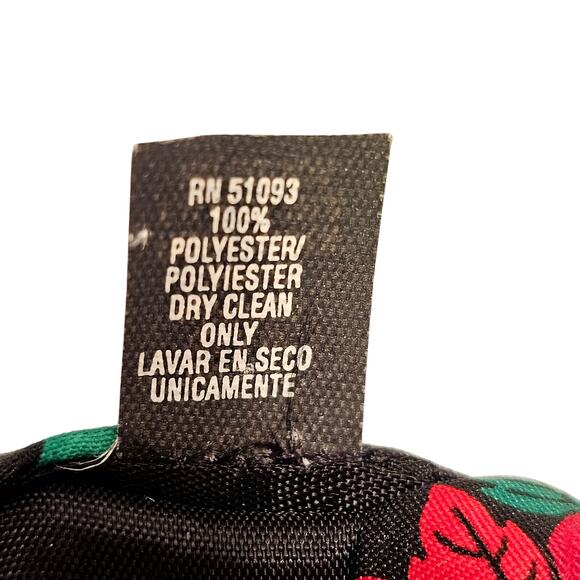 RN 51093
100%
POLYESTER/
POLYIESTER
DRY CLEAN
ONLY
LAVAR EN SECO
UNICAMENTE